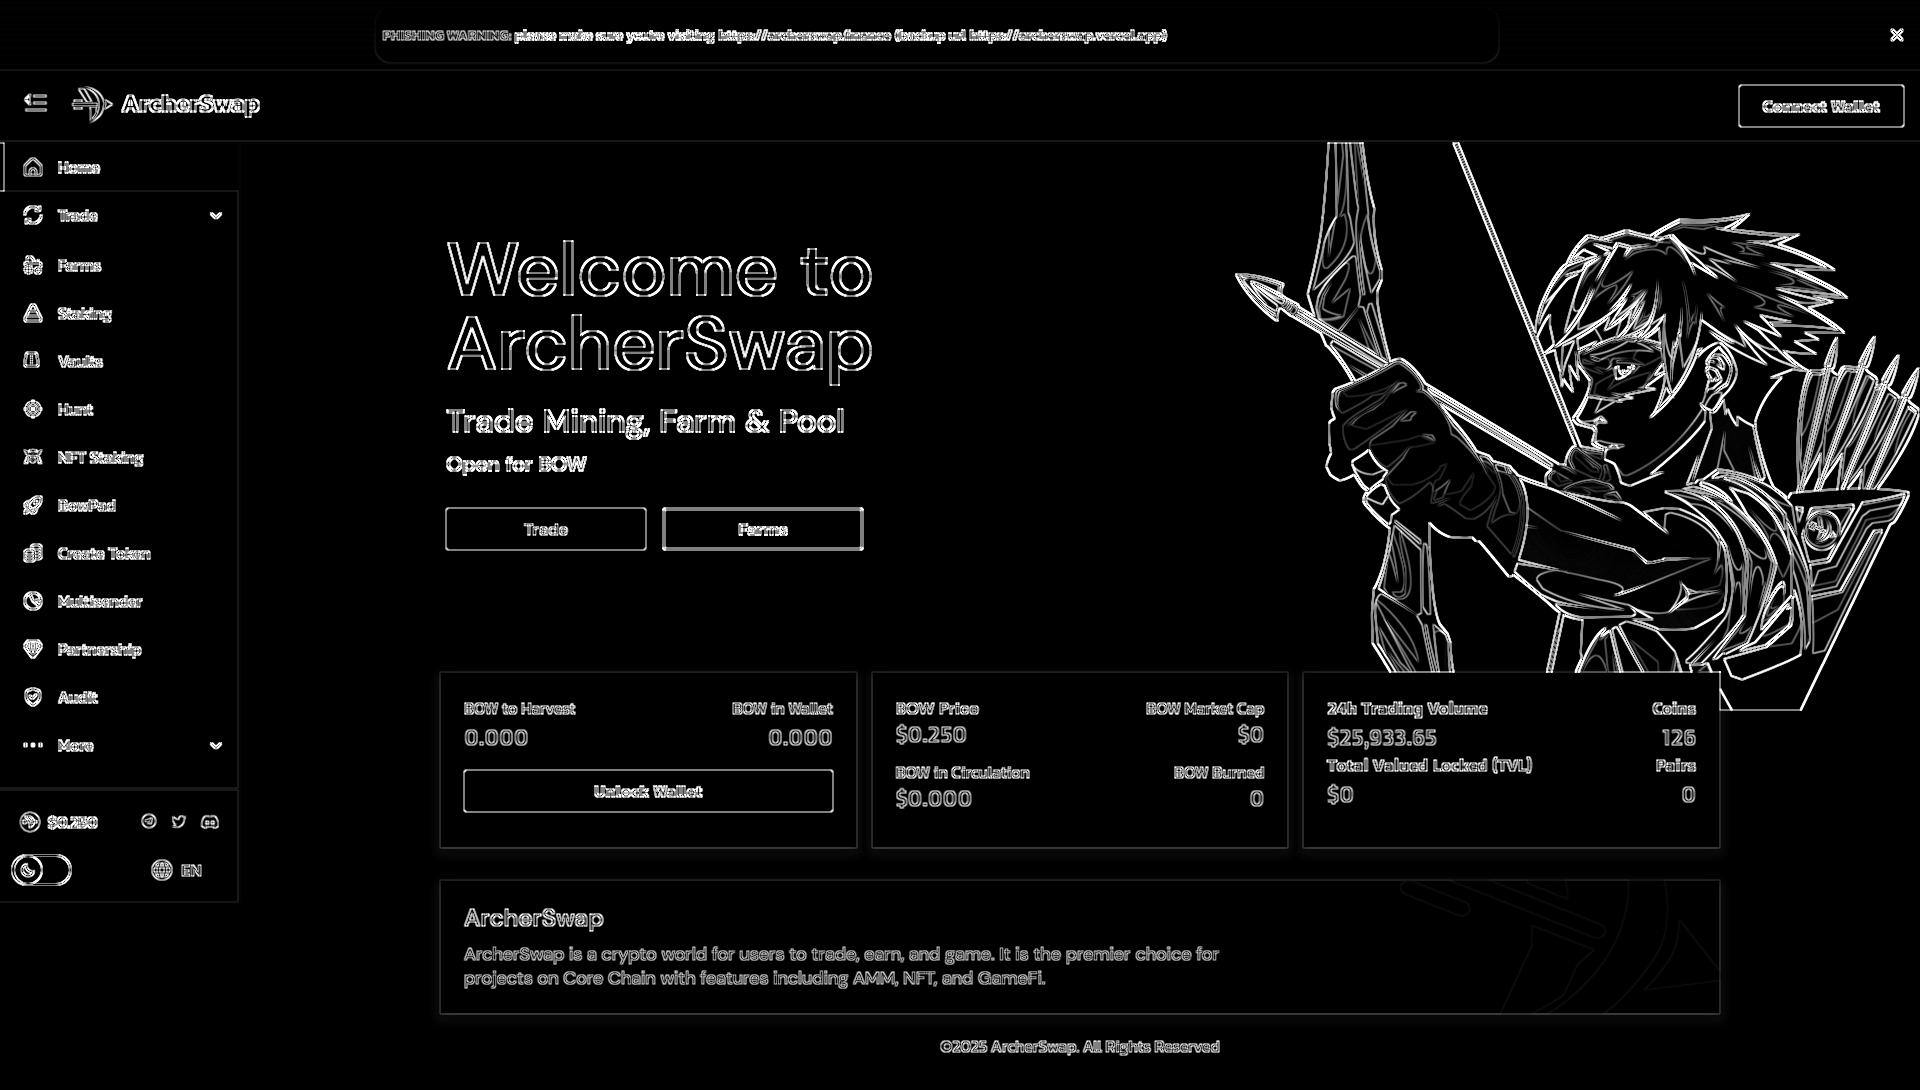 PHISHING WARNING: please make sure you're visiting https://archerswap.finance (backup url https://archerswap.vercel.app)
ArcherSwap
Connect Wallet
Home
Trade
Farms
Staking
Vaults
Hunt
NFT Staking
BowPad
Create Token
Multisender
Partnership
Audit
More
$0.250
EN
Welcome to
ArcherSwap
Trade Mining, Farm & Pool
Open for BOW
Trade
Farms
BOW to Harvest
BOW in Wallet
0.000
0.000
Unlock Wallet
BOW Price
BOW Market Cap
$0.250
$0
BOW in Circulation
BOW Burned
$0.000
0
24h Trading Volume
Coins
$25,933.65
126
Total Valued Locked (TVL)
Pairs
$0
0
ArcherSwap
ArcherSwap is a crypto world for users to trade, earn, and game. It is the premier choice for
projects on Core Chain with features including AMM, NFT, and GameFi.
©2025 ArcherSwap. All Rights Reserved